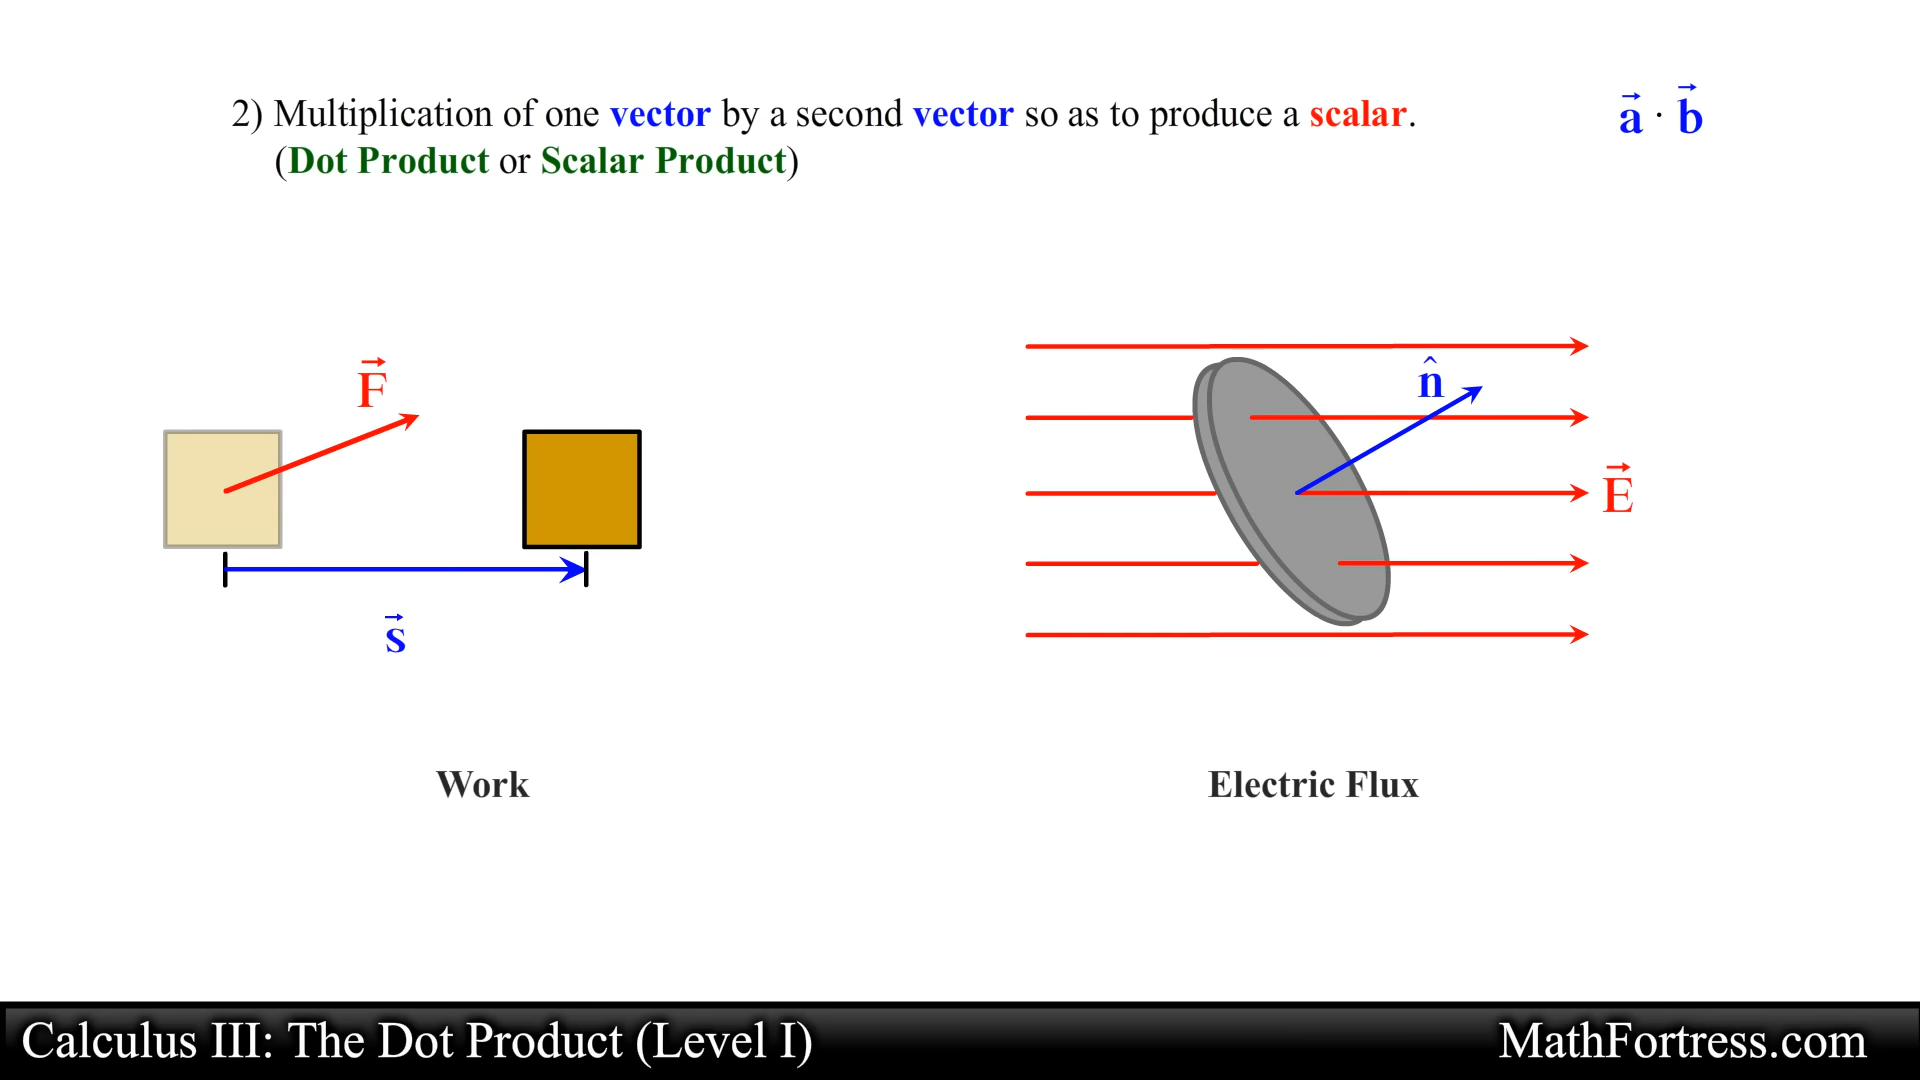 2) Multiplication of one vector by a second vector so as to produce a scalar.
(Dot Product or Scalar Product)
a⃗ · b⃗
F⃗
n̂
E⃗
s⃗
Work
Electric Flux
Calculus III: The Dot Product (Level I)
MathFortress.com